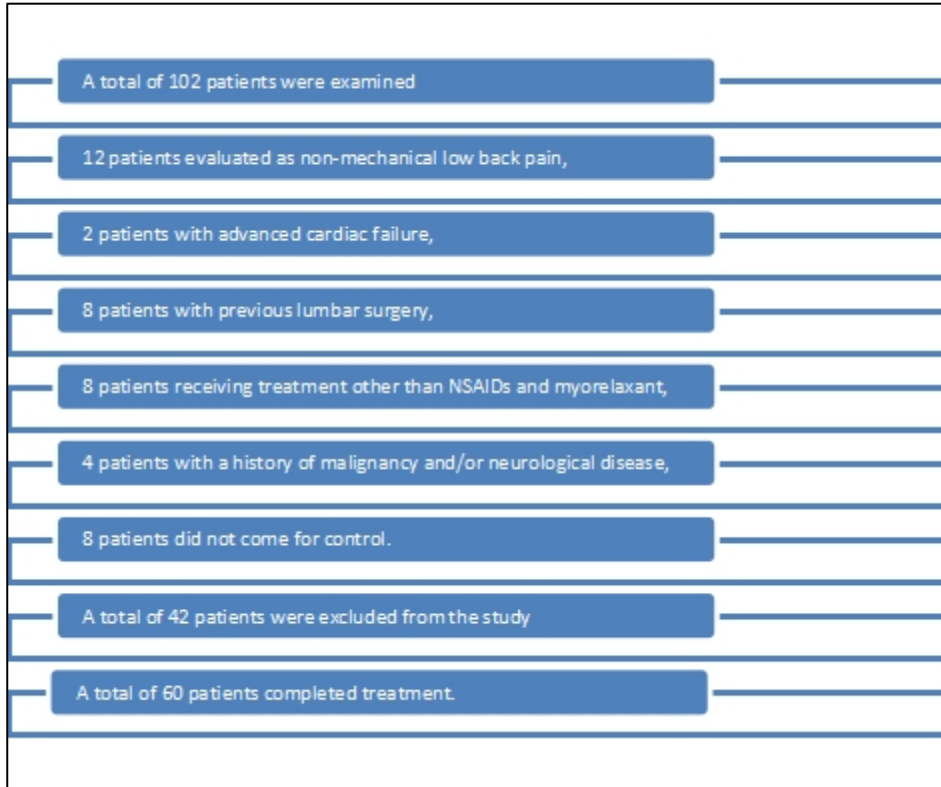 A total of 102 patients were examined
12 patients evaluated as non-mechanical low back pain,
2 patients with advanced cardiac failure,
8 patients with previous lumbar surgery,
8 patients receiving treatment other than NSAIDs and myorelaxant,
4 patients with a history of malignancy and/or neurological disease,
8 patients did not come for control.
A total of 42 patients were excluded from the study
A total of 60 patients completed treatment.